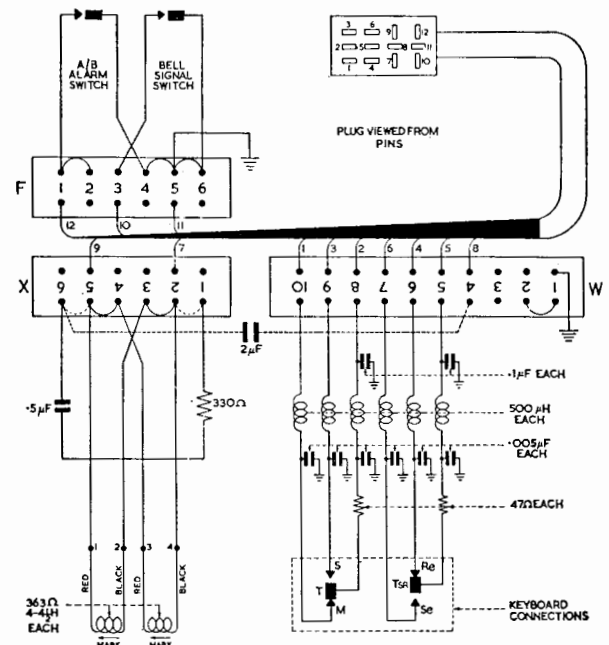 A/B
ALARM
SWITCH
BELL
SIGNAL
SWITCH
3 6 9 12
2 5 8 11
1 4 7 10
PLUG VIEWED FROM
PINS
F
1 2 3 4 5 6
12 10 11
9 7
1 3 2 6 4 5 8
X
6 5 4 3 2 1
10 9 8 7 6 5 4 3 2 1
W
2µF
·5µF
330Ω
·1µF EACH
500 µH
EACH
·005µF
EACH
47Ω EACH
1 2 3 4
RED
BLACK
RED
BLACK
363Ω
4-4LH
2
EACH
MARK
MARK
S
T
M
Re
TSR
Se
KEYBOARD
CONNECTIONS